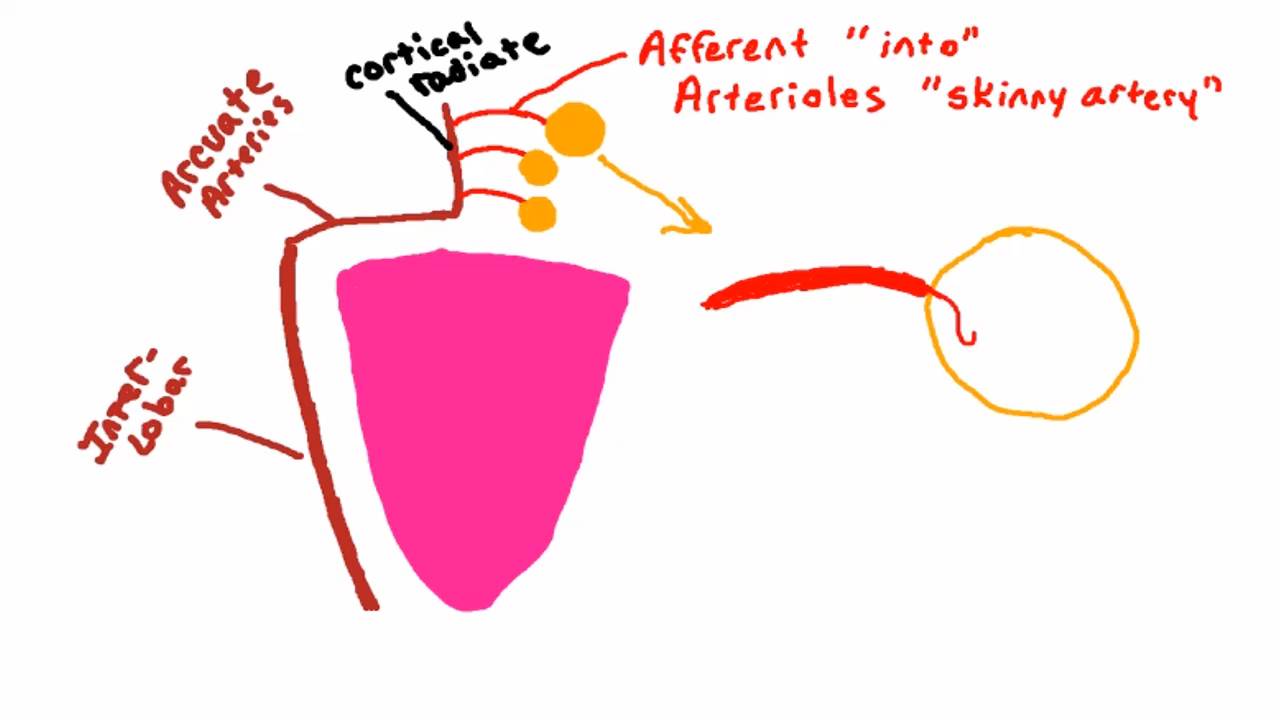 cortical
radiate
Afferent "into"
Arterioles "skinny artery"
Arcuate
Arteries
Inter-
Lobar